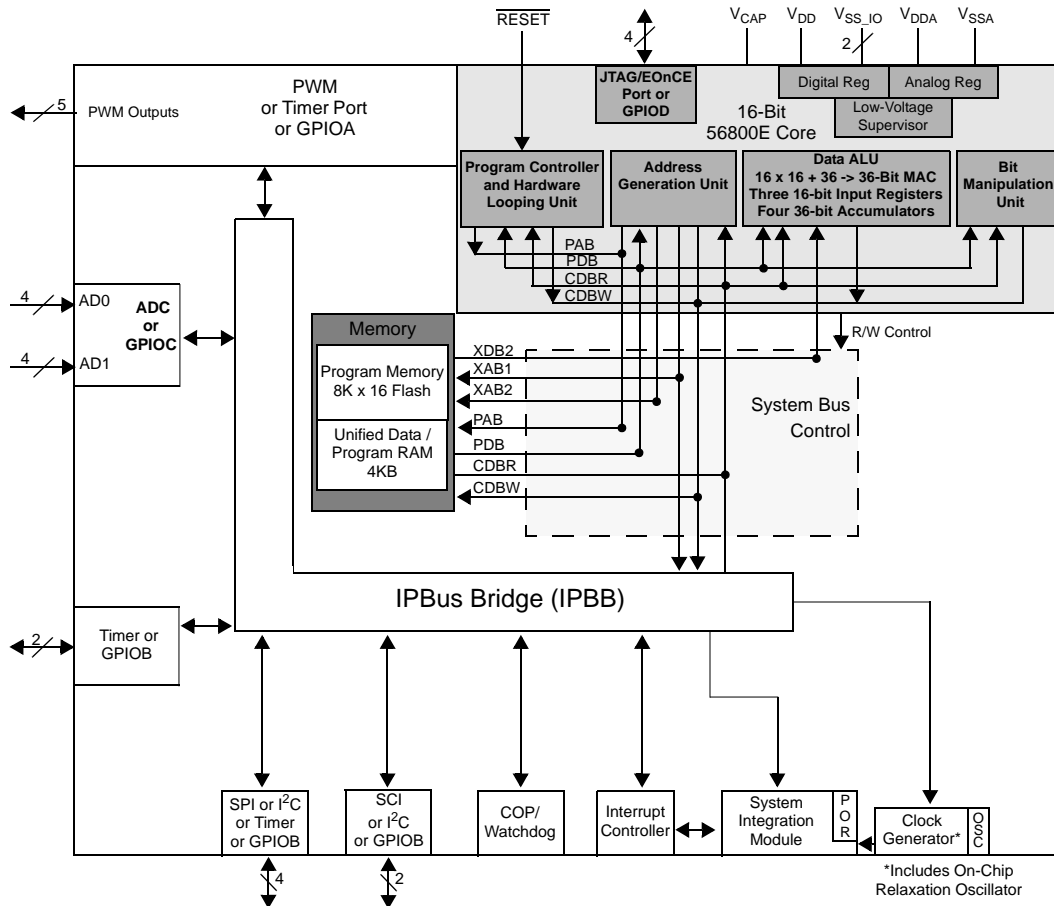 RESET
4
VCAP
VDD
VSS_IO
2
VDDA
VSSA
5
PWM Outputs
PWM
or Timer Port
or GPIOA
JTAG/EOnCE
Port or
GPIOD
Digital Reg
Analog Reg
Low-Voltage
Supervisor
16-Bit
56800E Core
Program Controller
and Hardware
Looping Unit
Address
Generation Unit
Data ALU
16 x 16 + 36 -> 36-Bit MAC
Three 16-bit Input Registers
Four 36-bit Accumulators
Bit
Manipulation
Unit
PAB
PDB
CDBR
CDBW
4
AD0
4
AD1
ADC
or
GPIOC
Memory
Program Memory
8K x 16 Flash
Unified Data /
Program RAM
4KB
XDB2
XAB1
XAB2
PAB
PDB
CDBR
CDBW
R/W Control
System Bus
Control
IPBus Bridge (IPBB)
2
Timer or
GPIOB
SPI or I2C
or Timer
or GPIOB
4
SCI
or I2C
or GPIOB
2
COP/
Watchdog
Interrupt
Controller
System
Integration
Module
POR
Clock
Generator*
OSC
*Includes On-Chip
Relaxation Oscillator